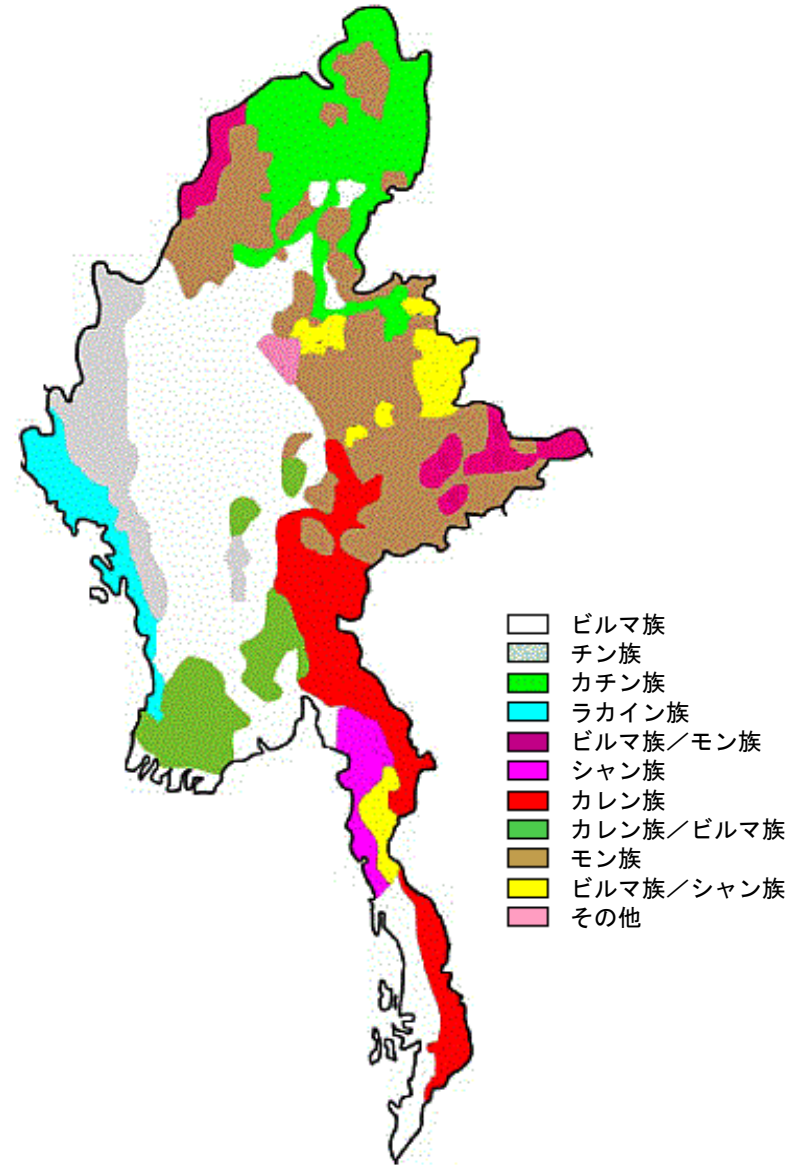 ビルマ族
チン族
カチン族
ラカイン族
ビルマ族／モン族
シャン族
カレン族
カレン族／ビルマ族
モン族
ビルマ族／シャン族
その他